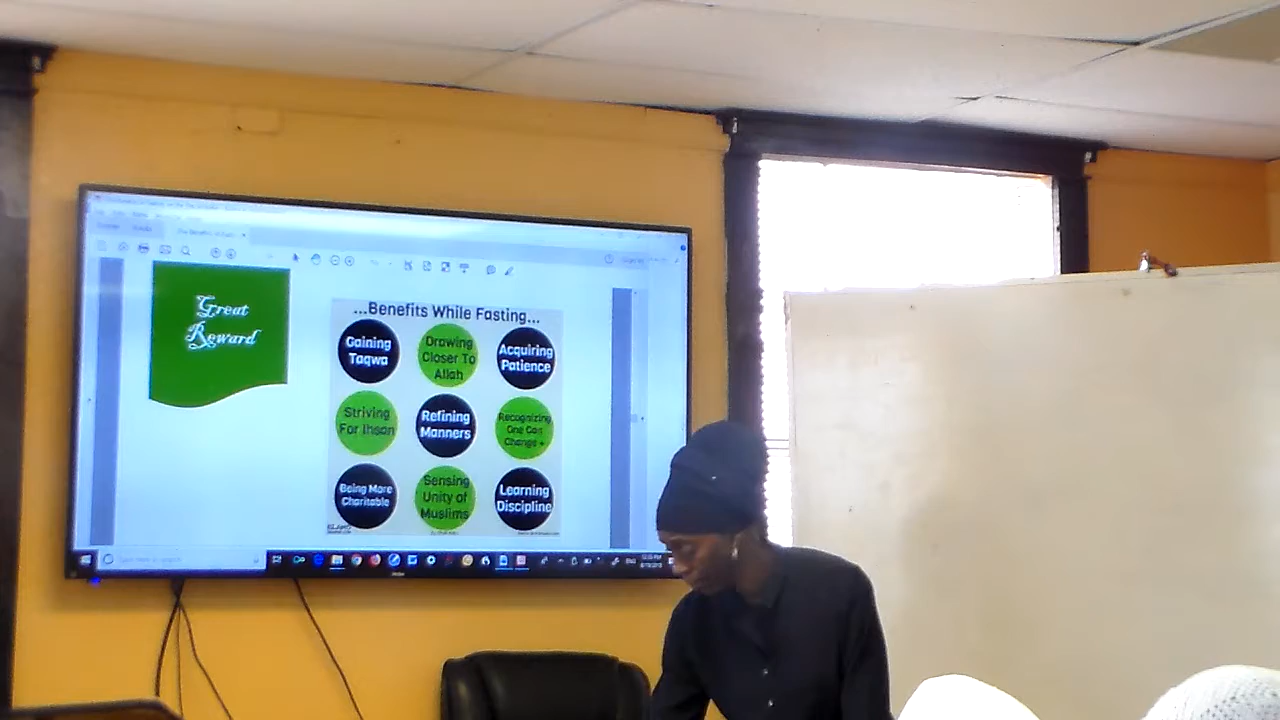 Great
Reward
...Benefits While Fasting...
Gaining
Taqwa
Drawing
Closer To
Allah
Acquiring
Patience
Striving
For Ihsan
Refining
Manners
Recognizing
One Can
Change +
Being More
Charitable
Sensing
Unity of
Muslims
Learning
Discipline